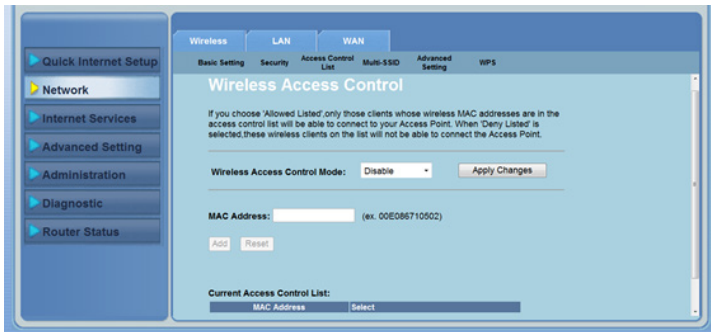 Wireless LAN WAN
Basic Setting Security Access Control List Multi-SSID Advanced Setting WPS
Quick Internet Setup
Network
Internet Services
Advanced Setting
Administration
Diagnostic
Router Status
Wireless Access Control
If you choose 'Allowed Listed',only those clients whose wireless MAC addresses are in the
access control list will be able to connect to your Access Point. When 'Deny Listed' is
selected,these wireless clients on the list will not be able to connect the Access Point.
Wireless Access Control Mode: Disable Apply Changes
MAC Address: (ex. 00E086710502)
Add Reset
Current Access Control List:
MAC Address Select